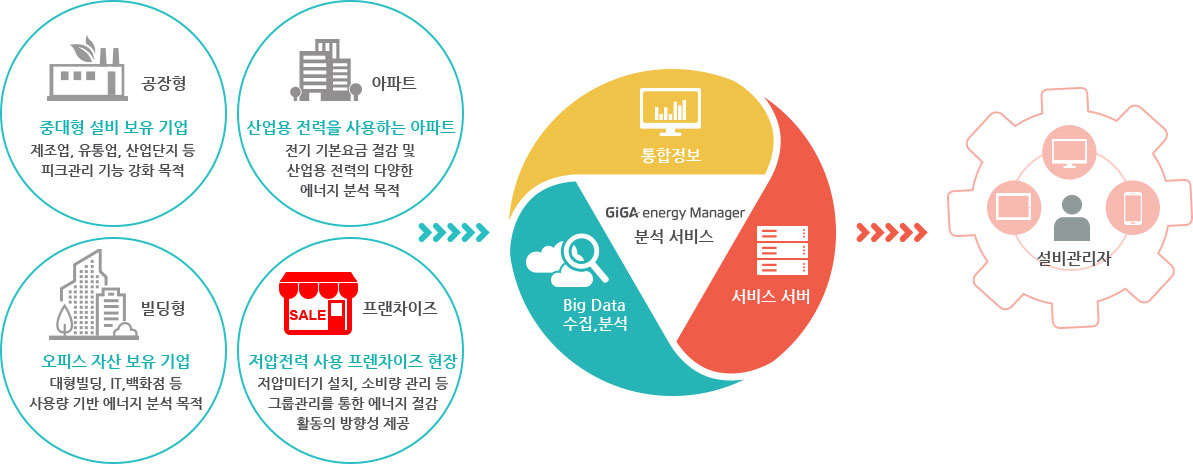 공장형
중대형 설비 보유 기업
제조업, 유통업, 산업단지 등
피크관리 기능 강화 목적
아파트
산업용 전력을 사용하는 아파트
전기 기본요금 절감 및
산업용 전력의 다양한
에너지 분석 목적
빌딩형
오피스 자산 보유 기업
대형빌딩, IT,백화점 등
사용량 기반 에너지 분석 목적
SALE
프랜차이즈
저압전력 사용 프렌차이즈 현장
저압미터기 설치, 소비량 관리 등
그룹관리를 통한 에너지 절감
활동의 방향성 제공
통합정보
GiGA energy Manager
분석 서비스
Big Data
수집,분석
서비스 서버
설비관리자